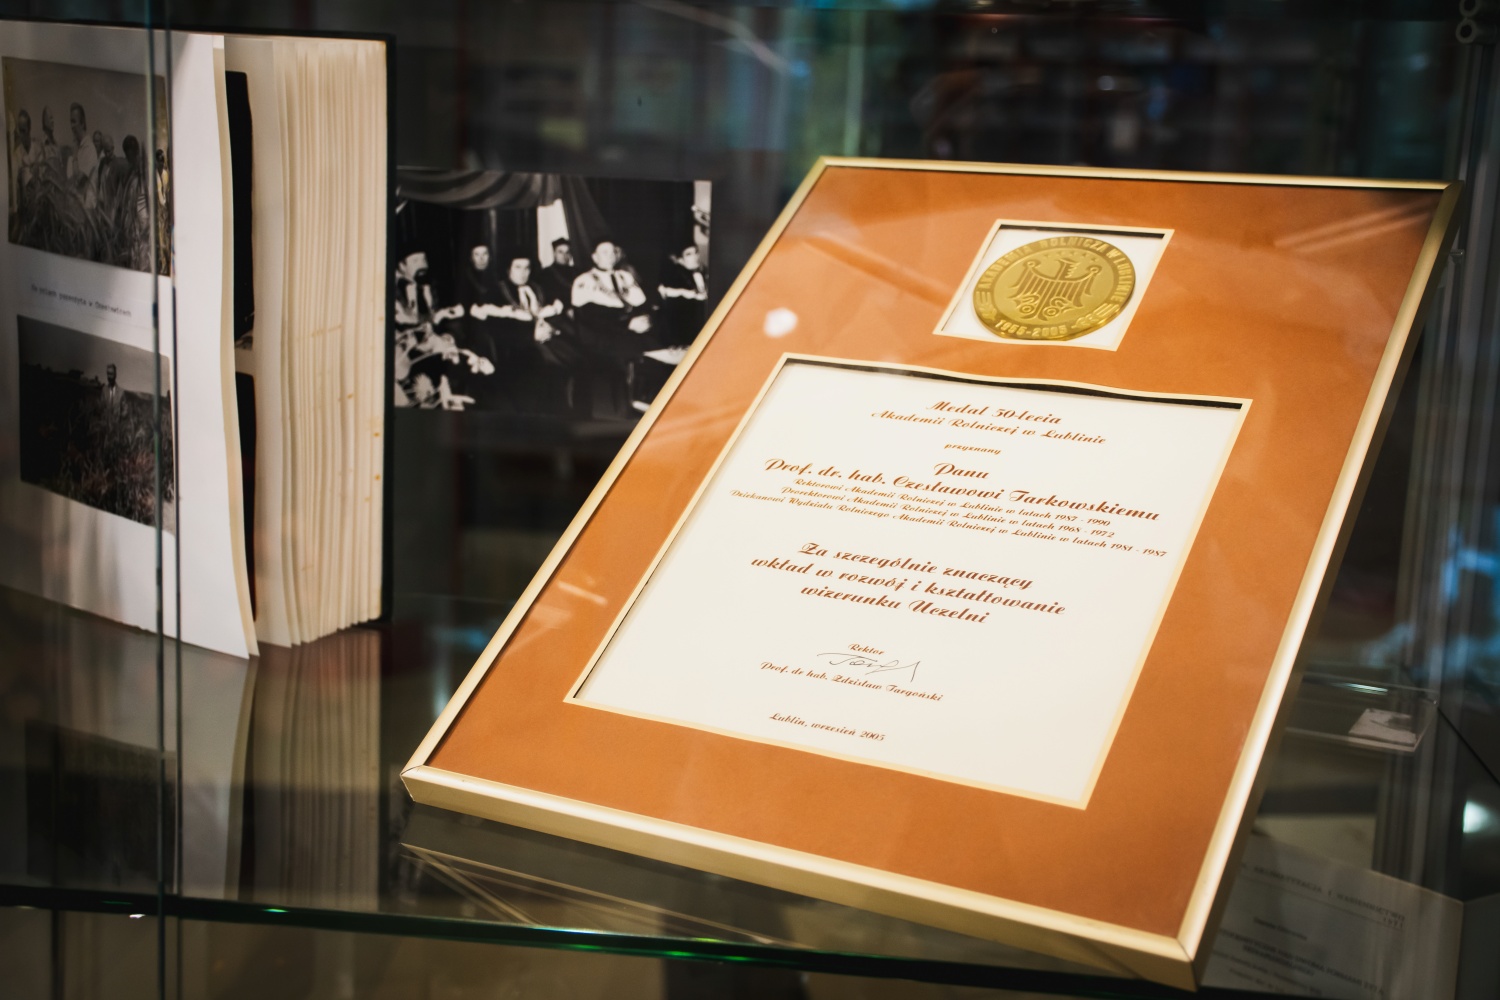 AKADEMIA ROLNICZA W LUBLINIE
1955-2005
Medal 50-lecia
Akademii Rolniczej w Lublinie
przyznany
Panu
Prof. dr. hab. Czesławowi Tarkowskiemu
Rektorowi Akademii Rolniczej w Lublinie w latach 1987 - 1990
Prorektorowi Akademii Rolniczej w Lublinie w latach 1968 - 1972
Dziekanowi Wydziału Rolniczego Akademii Rolniczej w Lublinie w latach 1981 - 1987
Za szczególnie znaczący
wkład w rozwój i kształtowanie
wizerunku Uczelni
Rektor
Prof. dr hab. Zdzisław Targoński
Lublin, wrzesień 2005